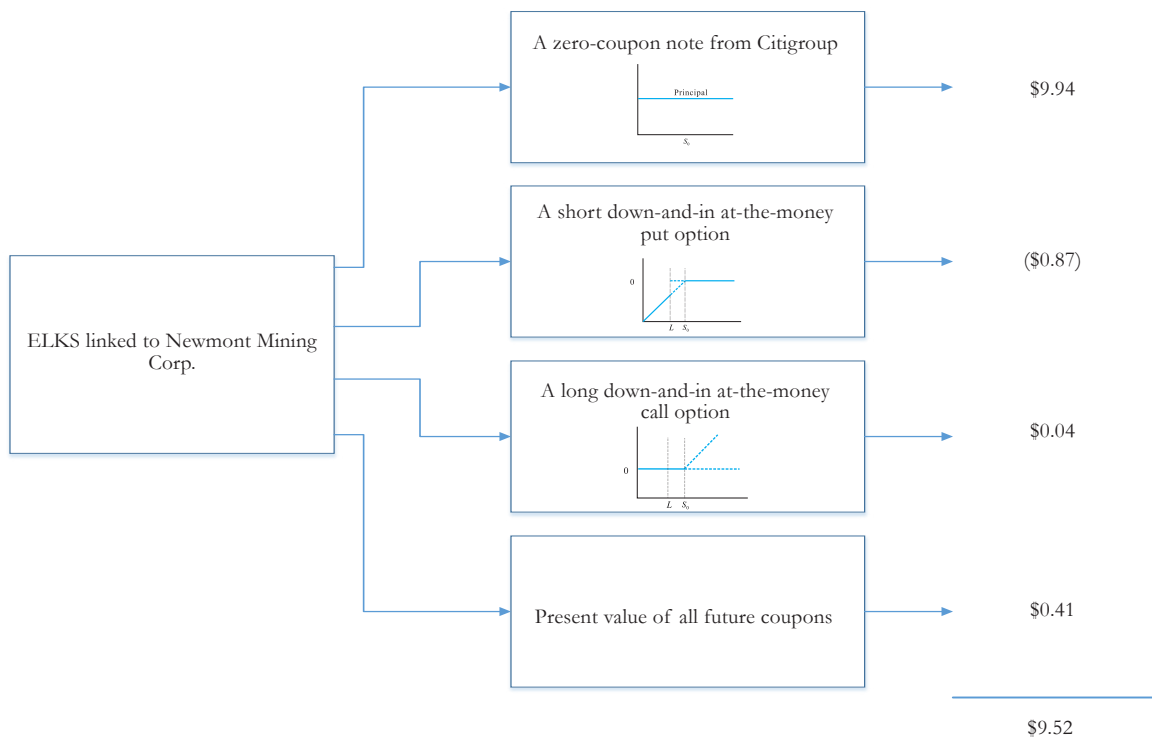 A zero-coupon note from Citigroup
Principal
S₀
$9.94
A short down-and-in at-the-money
put option
0
L S₀
($0.87)
ELKS linked to Newmont Mining
Corp.
A long down-and-in at-the-money
call option
0
L S₀
$0.04
Present value of all future coupons
$0.41
$9.52